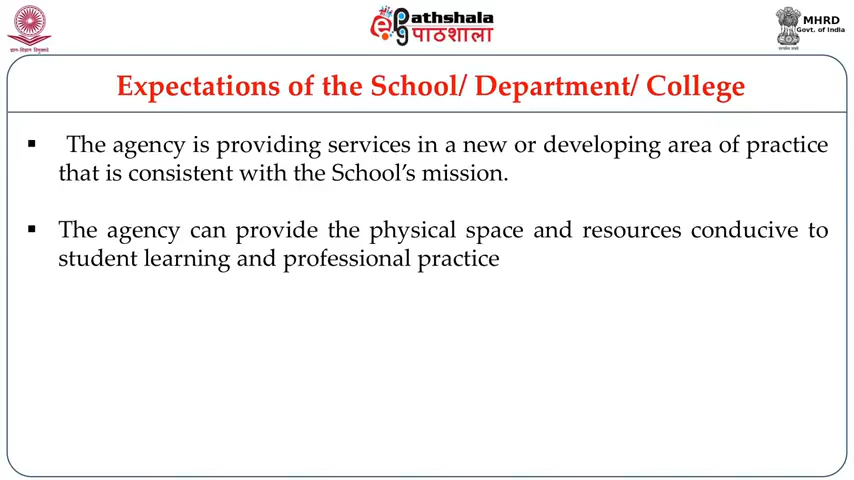 ePathshala
पाठशाला
MHRD
Govt. of India
Expectations of the School/ Department/ College
▪ The agency is providing services in a new or developing area of practice
that is consistent with the School's mission.
▪ The agency can provide the physical space and resources conducive to
student learning and professional practice